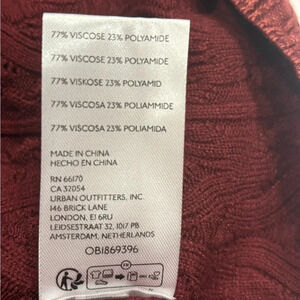 77% VISCOSE 23% POLYAMIDE
77% VISCOSE 23% POLYAMIDE
77% VISKOSE 23% POLYAMID
77% VISCOSA 23% POLIAMMIDE
77% VISCOSA 23% POLIAMIDA
MADE IN CHINA
HECHO EN CHINA
RN 66170
CA 32054
URBAN OUTFITTERS, INC.
146 BRICK LANE
LONDON, E1 6RU
LEIDSESTRAAT 32, 1017 PB
AMSTERDAM, NETHERLANDS
OB1869396
FR